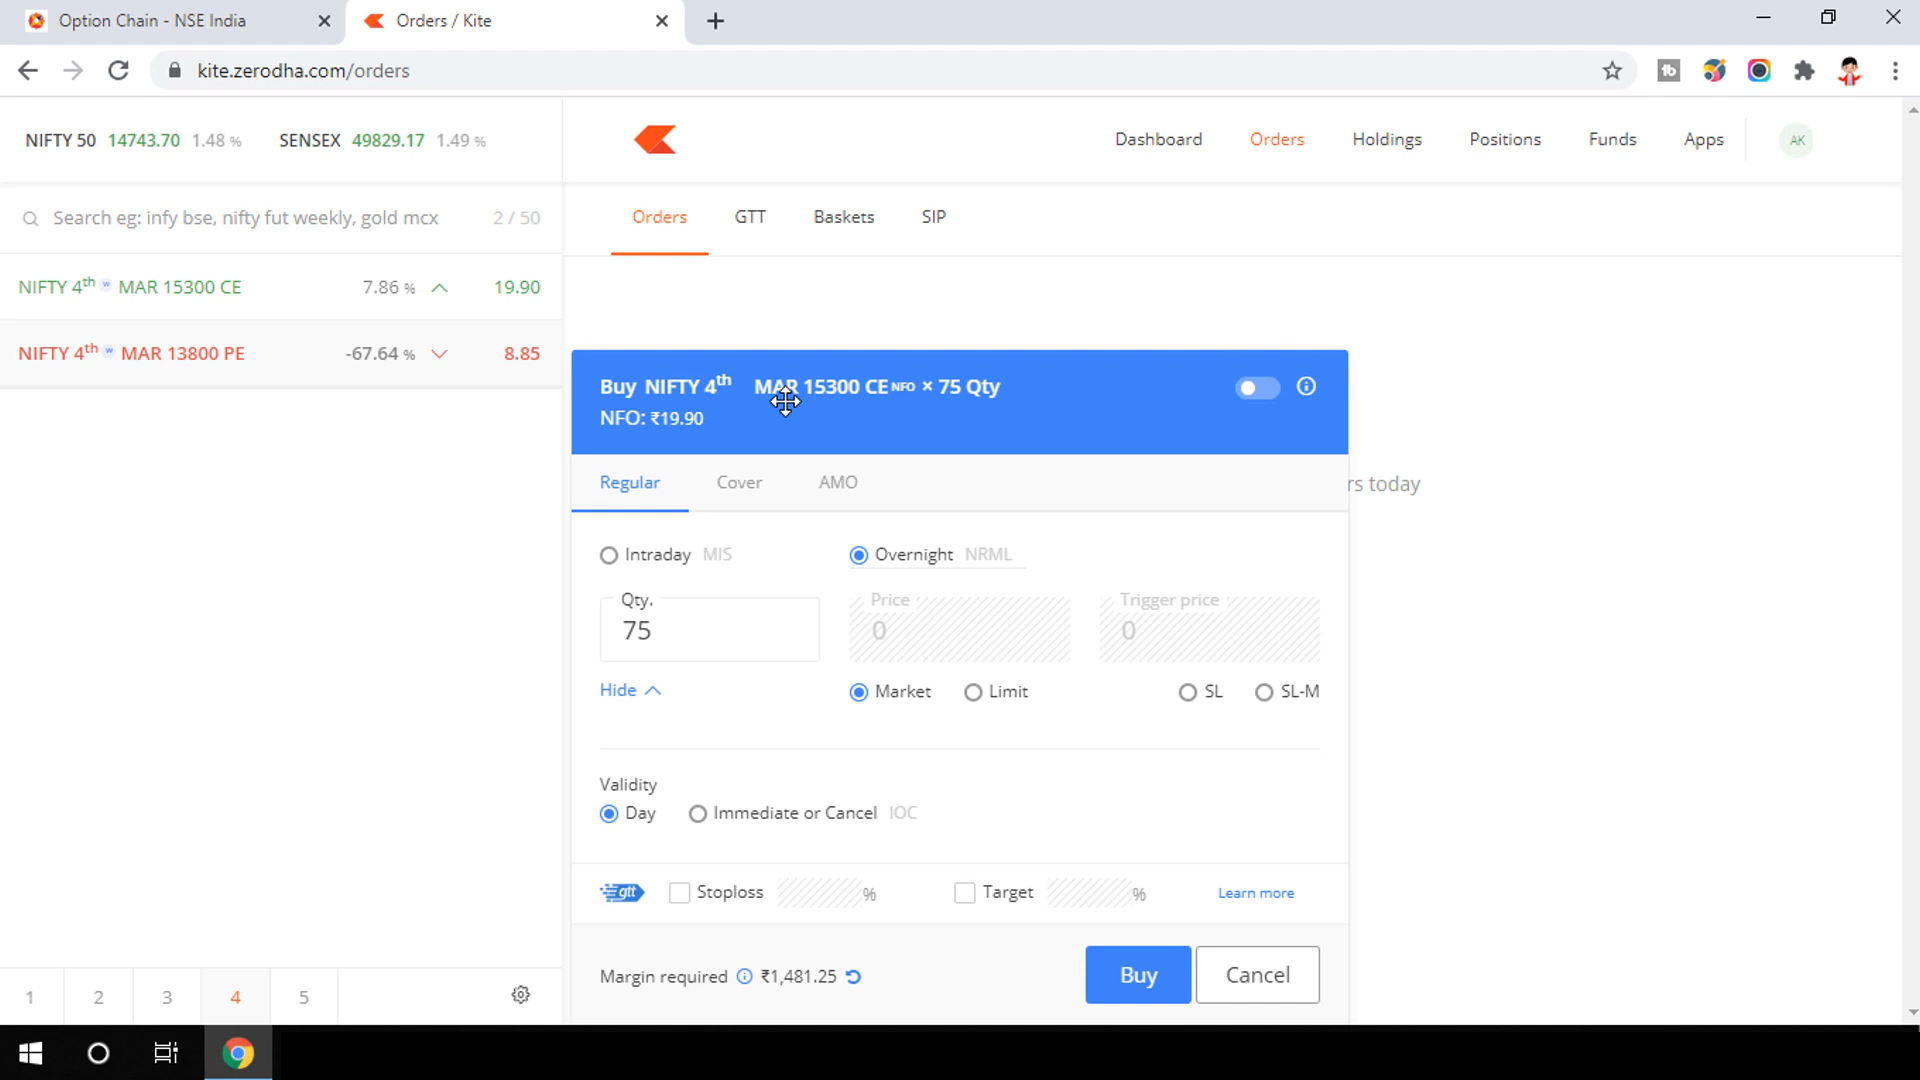 Option Chain - NSE India
Orders / Kite
kite.zerodha.com/orders
NIFTY 50 14743.70 1.48 % SENSEX 49829.17 1.49 %
Dashboard Orders Holdings Positions Funds Apps AK
Search eg: infy bse, nifty fut weekly, gold mcx 2 / 50
Orders GTT Baskets SIP
NIFTY 4th w MAR 15300 CE 7.86 % 19.90
NIFTY 4th w MAR 13800 PE -67.64 % 8.85
Buy NIFTY 4th MAR 15300 CE NFO × 75 Qty
NFO: ₹19.90
Regular Cover AMO
rs today
Intraday MIS Overnight NRML
Qty. Price Trigger price
75 0 0
Hide Market Limit SL SL-M
Validity
Day Immediate or Cancel IOC
gtt Stoploss % Target % Learn more
Margin required ₹1,481.25 Buy Cancel
1 2 3 4 5